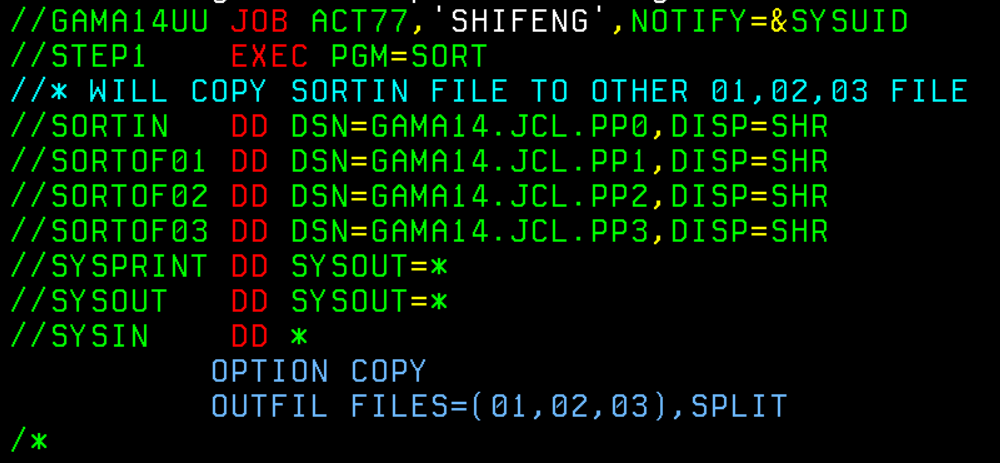 //GAMA14UU JOB ACT77,'SHIFENG',NOTIFY=&SYSUID
//STEP1    EXEC PGM=SORT
//* WILL COPY SORTIN FILE TO OTHER 01,02,03 FILE
//SORTIN   DD DSN=GAMA14.JCL.PP0,DISP=SHR
//SORTOF01 DD DSN=GAMA14.JCL.PP1,DISP=SHR
//SORTOF02 DD DSN=GAMA14.JCL.PP2,DISP=SHR
//SORTOF03 DD DSN=GAMA14.JCL.PP3,DISP=SHR
//SYSPRINT DD SYSOUT=*
//SYSOUT   DD SYSOUT=*
//SYSIN    DD *
          OPTION COPY
          OUTFIL FILES=(01,02,03),SPLIT
/*